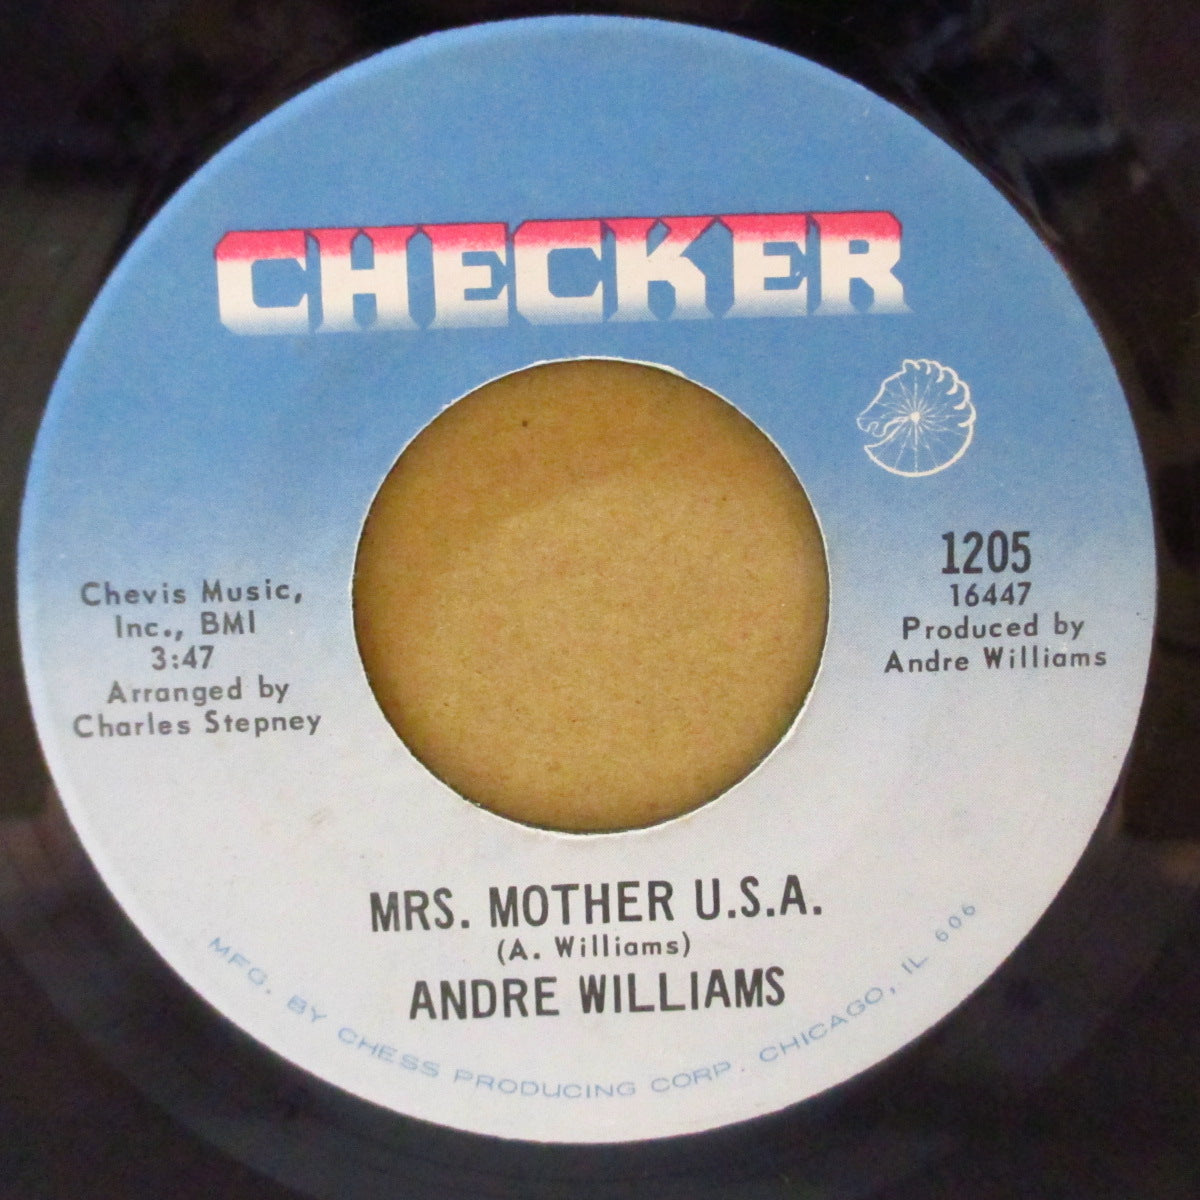 CHECKER
1205
16447
Produced by
Andre Williams
Chevis Music,
Inc., BMI
3:47
Arranged by
Charles Stepney
MRS. MOTHER U.S.A.
(A. Williams)
ANDRE WILLIAMS
MFG. BY CHESS PRODUCING CORP. CHICAGO, IL 606